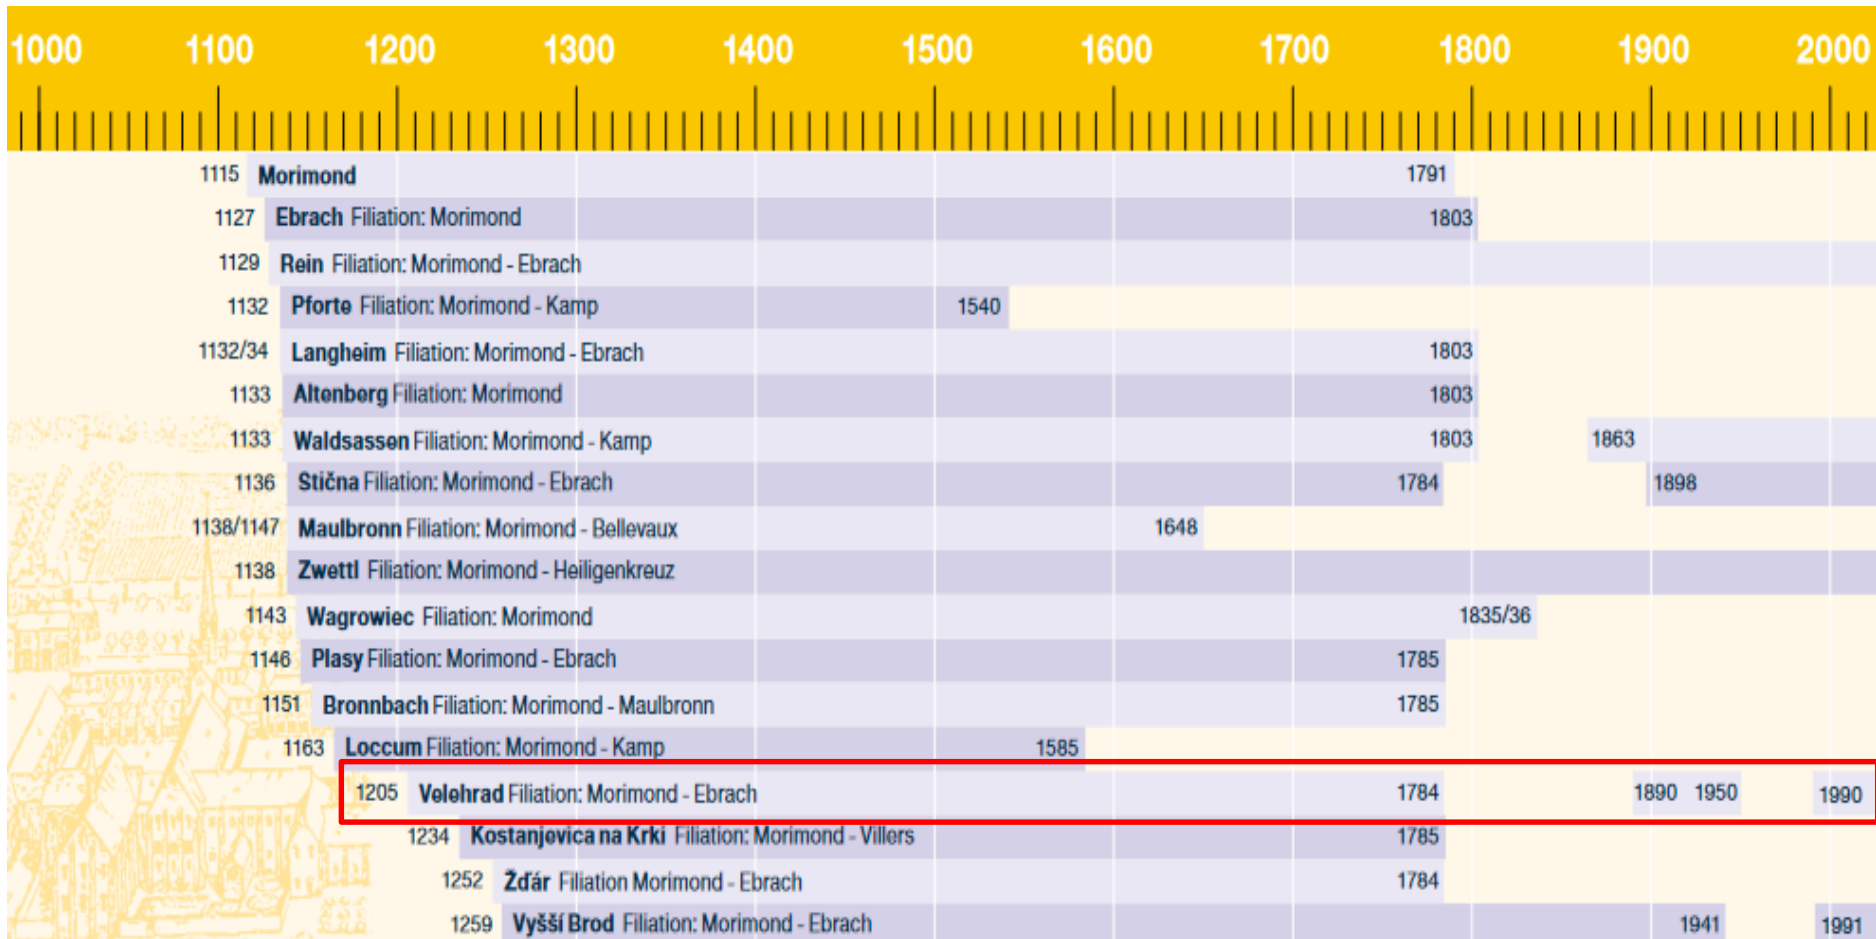 1000 1100 1200 1300 1400 1500 1600 1700 1800 1900 2000
1115 Morimond 1791
1127 Ebrach Filiation: Morimond 1803
1129 Rein Filiation: Morimond - Ebrach
1132 Pforte Filiation: Morimond - Kamp 1540
1132/34 Langheim Filiation: Morimond - Ebrach 1803
1133 Altenberg Filiation: Morimond 1803
1133 Waldsassen Filiation: Morimond - Kamp 1803 1863
1136 Stična Filiation: Morimond - Ebrach 1784 1898
1138/1147 Maulbronn Filiation: Morimond - Bellevaux 1648
1138 Zwettl Filiation: Morimond - Heiligenkreuz
1143 Wagrowiec Filiation: Morimond 1835/36
1146 Plasy Filiation: Morimond - Ebrach 1785
1151 Bronnbach Filiation: Morimond - Maulbronn 1785
1163 Loccum Filiation: Morimond - Kamp 1585
1205 Velehrad Filiation: Morimond - Ebrach 1784 1890 1950 1990
1234 Kostanjevica na Krki Filiation: Morimond - Villers 1785
1252 Žďár Filiation Morimond - Ebrach 1784
1259 Vyšší Brod Filiation: Morimond - Ebrach 1941 1991